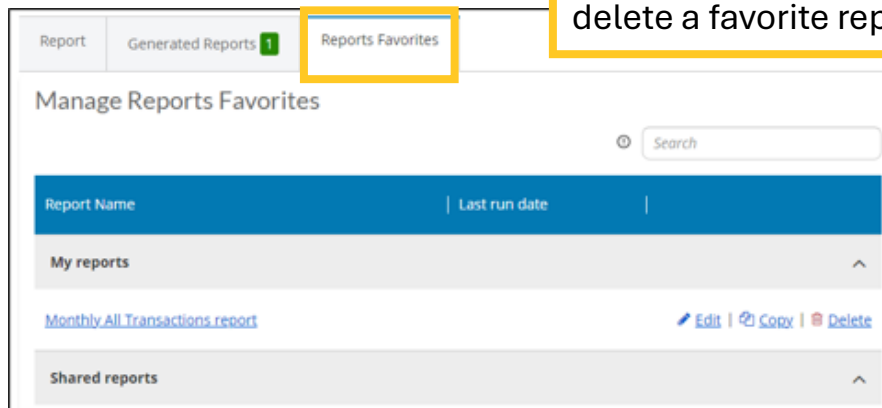 delete a favorite rep
Report Generated Reports 1 Reports Favorites
Manage Reports Favorites
Search
Report Name Last run date
My reports
Monthly All Transactions report Edit | Copy | Delete
Shared reports